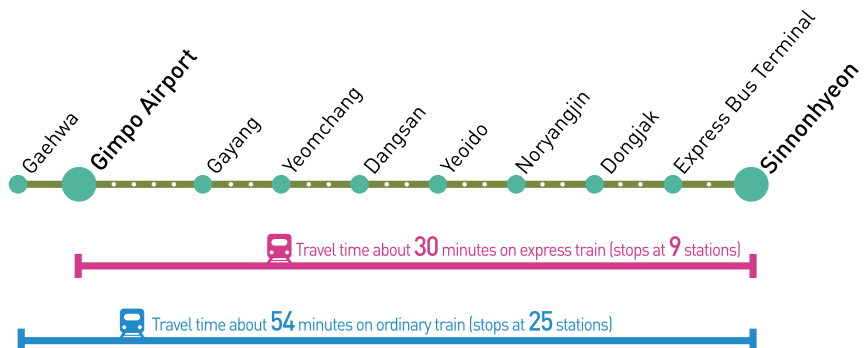 Gaehwa
Gimpo Airport
Gayang
Yeomchang
Dangsan
Yeoido
Noryangjin
Dongjak
Express Bus Terminal
Sinnonhyeon
Travel time about 30 minutes on express train (stops at 9 stations)
Travel time about 54 minutes on ordinary train (stops at 25 stations)